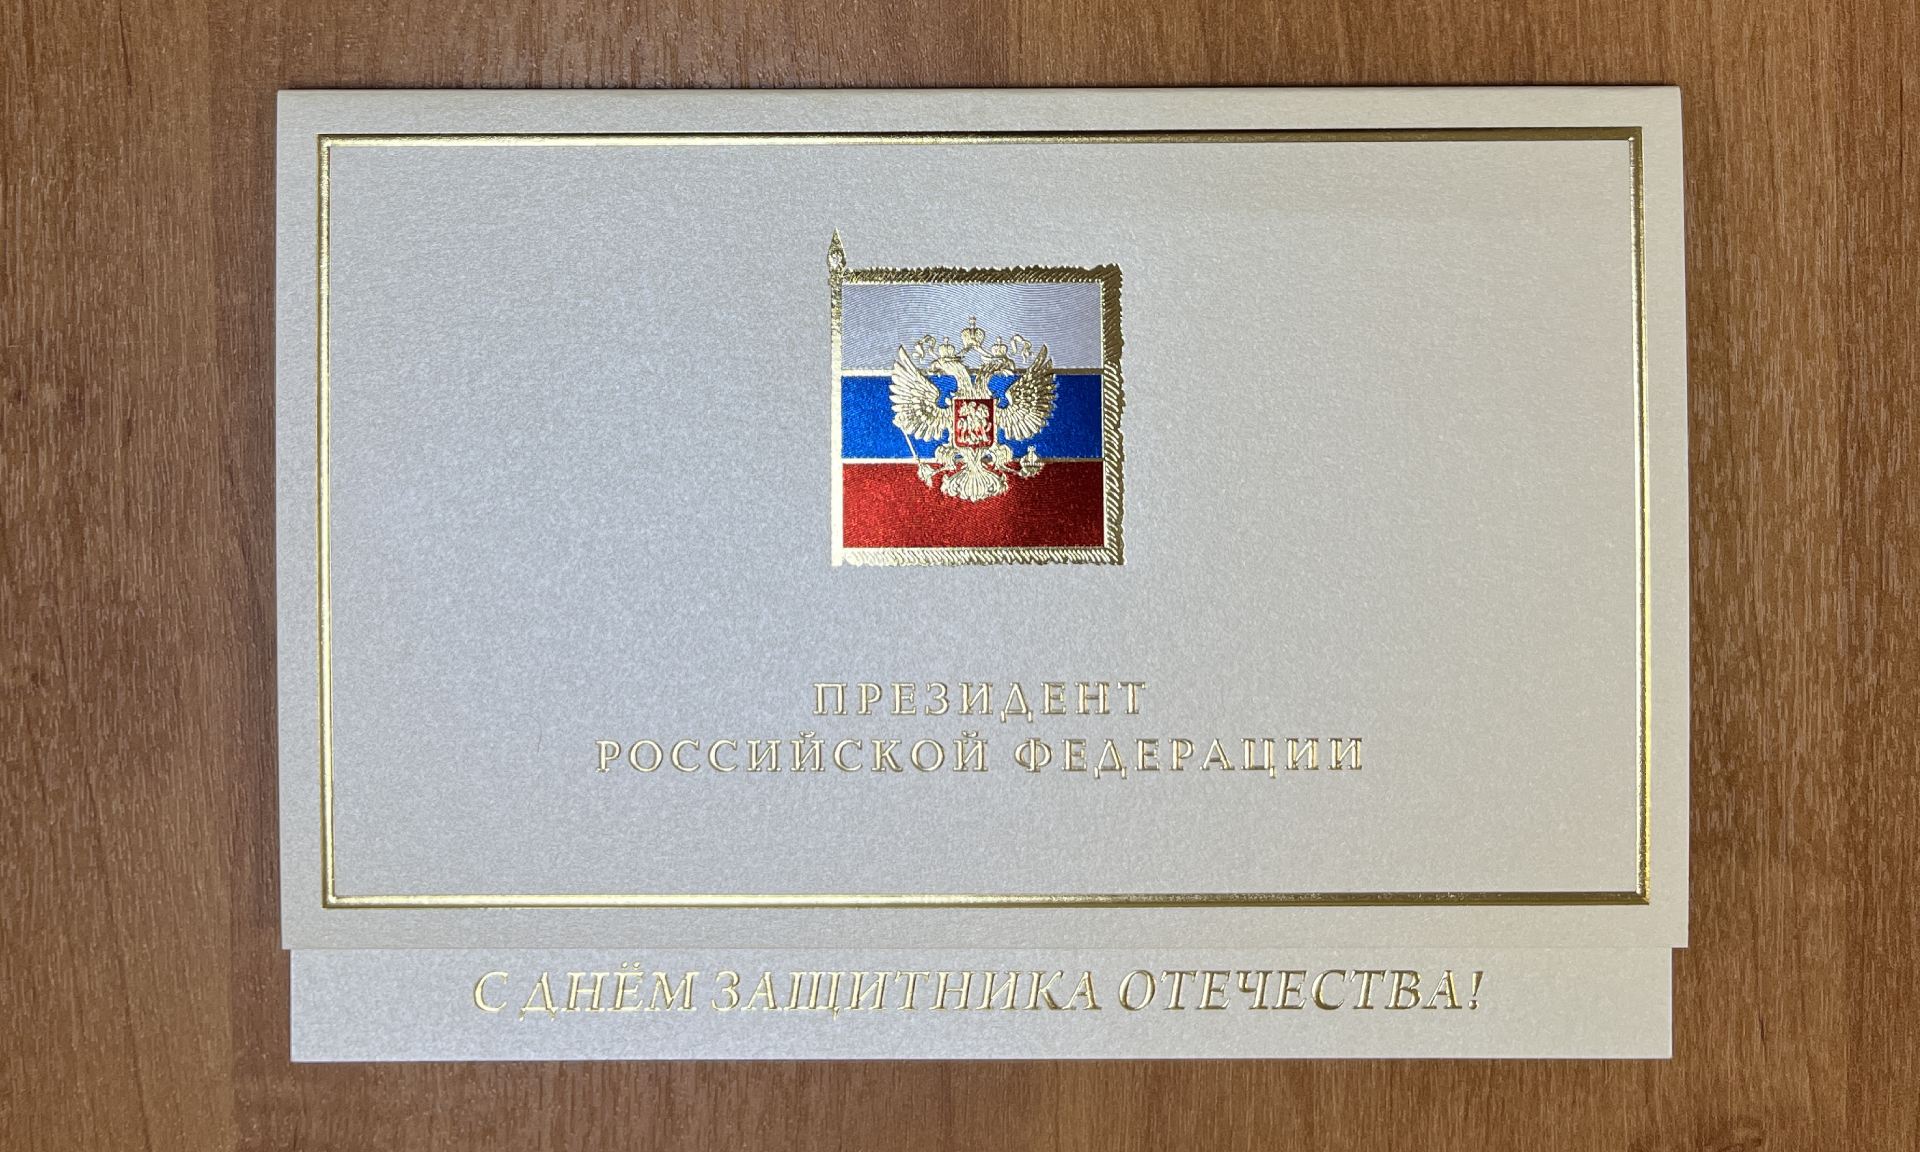 ПРЕЗИДЕНТ
РОССИЙСКОЙ ФЕДЕРАЦИИ
С ДНЁМ ЗАЩИТНИКА ОТЕЧЕСТВА!